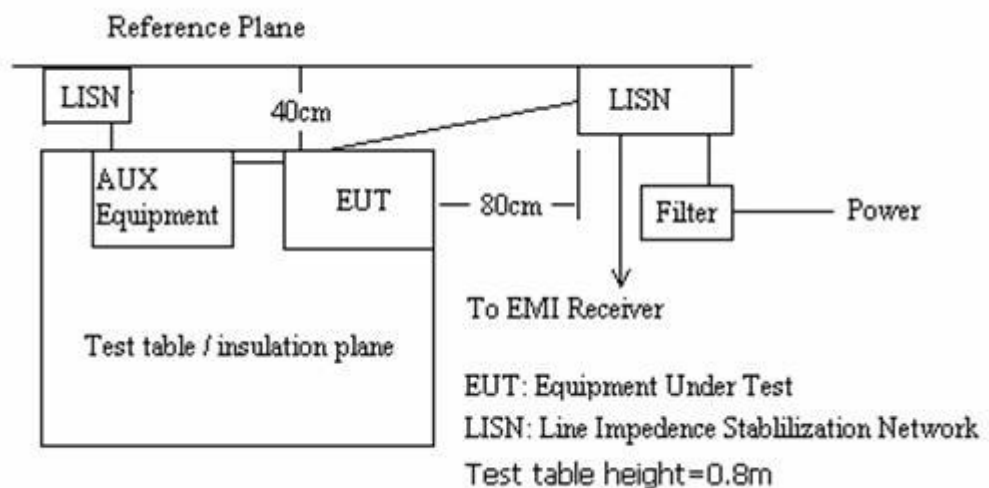 Reference Plane
LISN
40cm
LISN
AUX
Equipment
EUT
80cm
Filter
Power
To EMI Receiver
Test table / insulation plane
EUT: Equipment Under Test
LISN: Line Impedence Stablilization Network
Test table height=0.8m